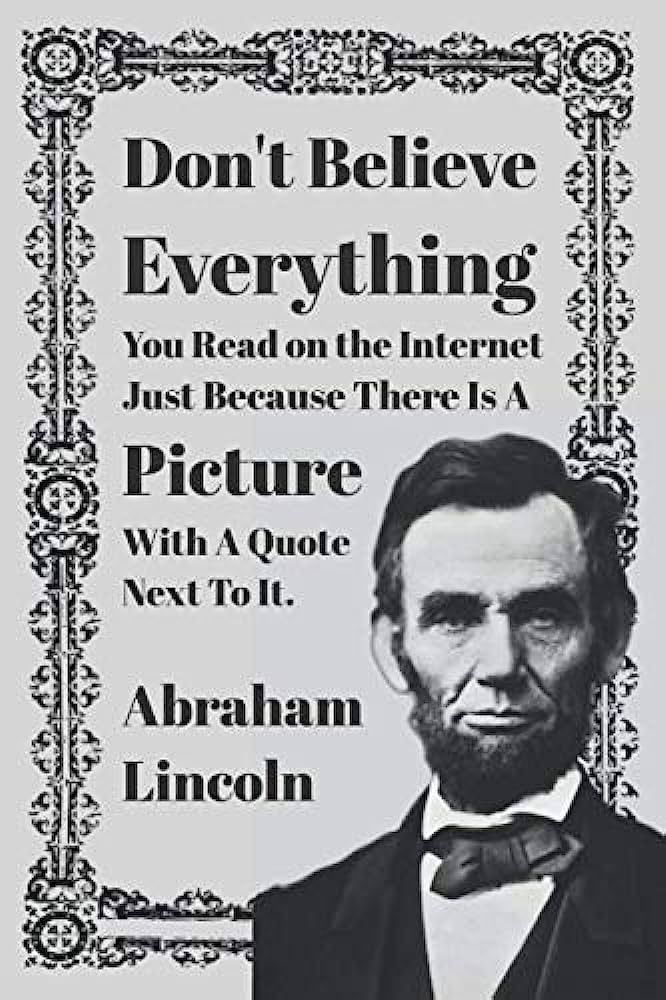 Don't Believe
Everything
You Read on the Internet
Just Because There Is A
Picture
With A Quote
Next To It.
Abraham
Lincoln